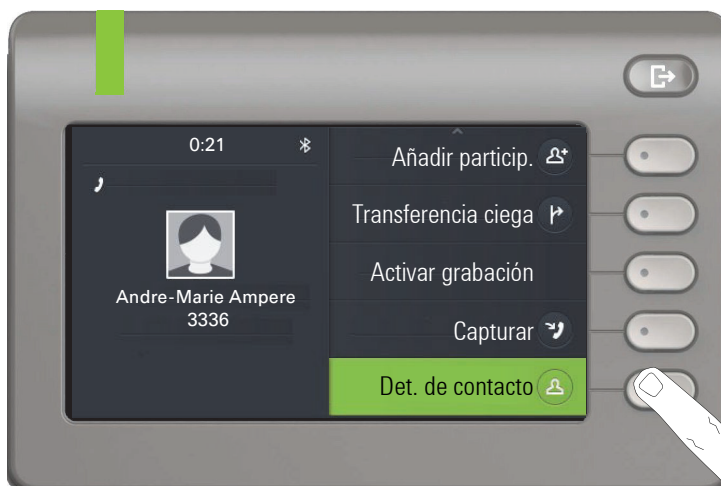 0:21
Andre-Marie Ampere
3336
Añadir particip.
Transferencia ciega
Activar grabación
Capturar
Det. de contacto